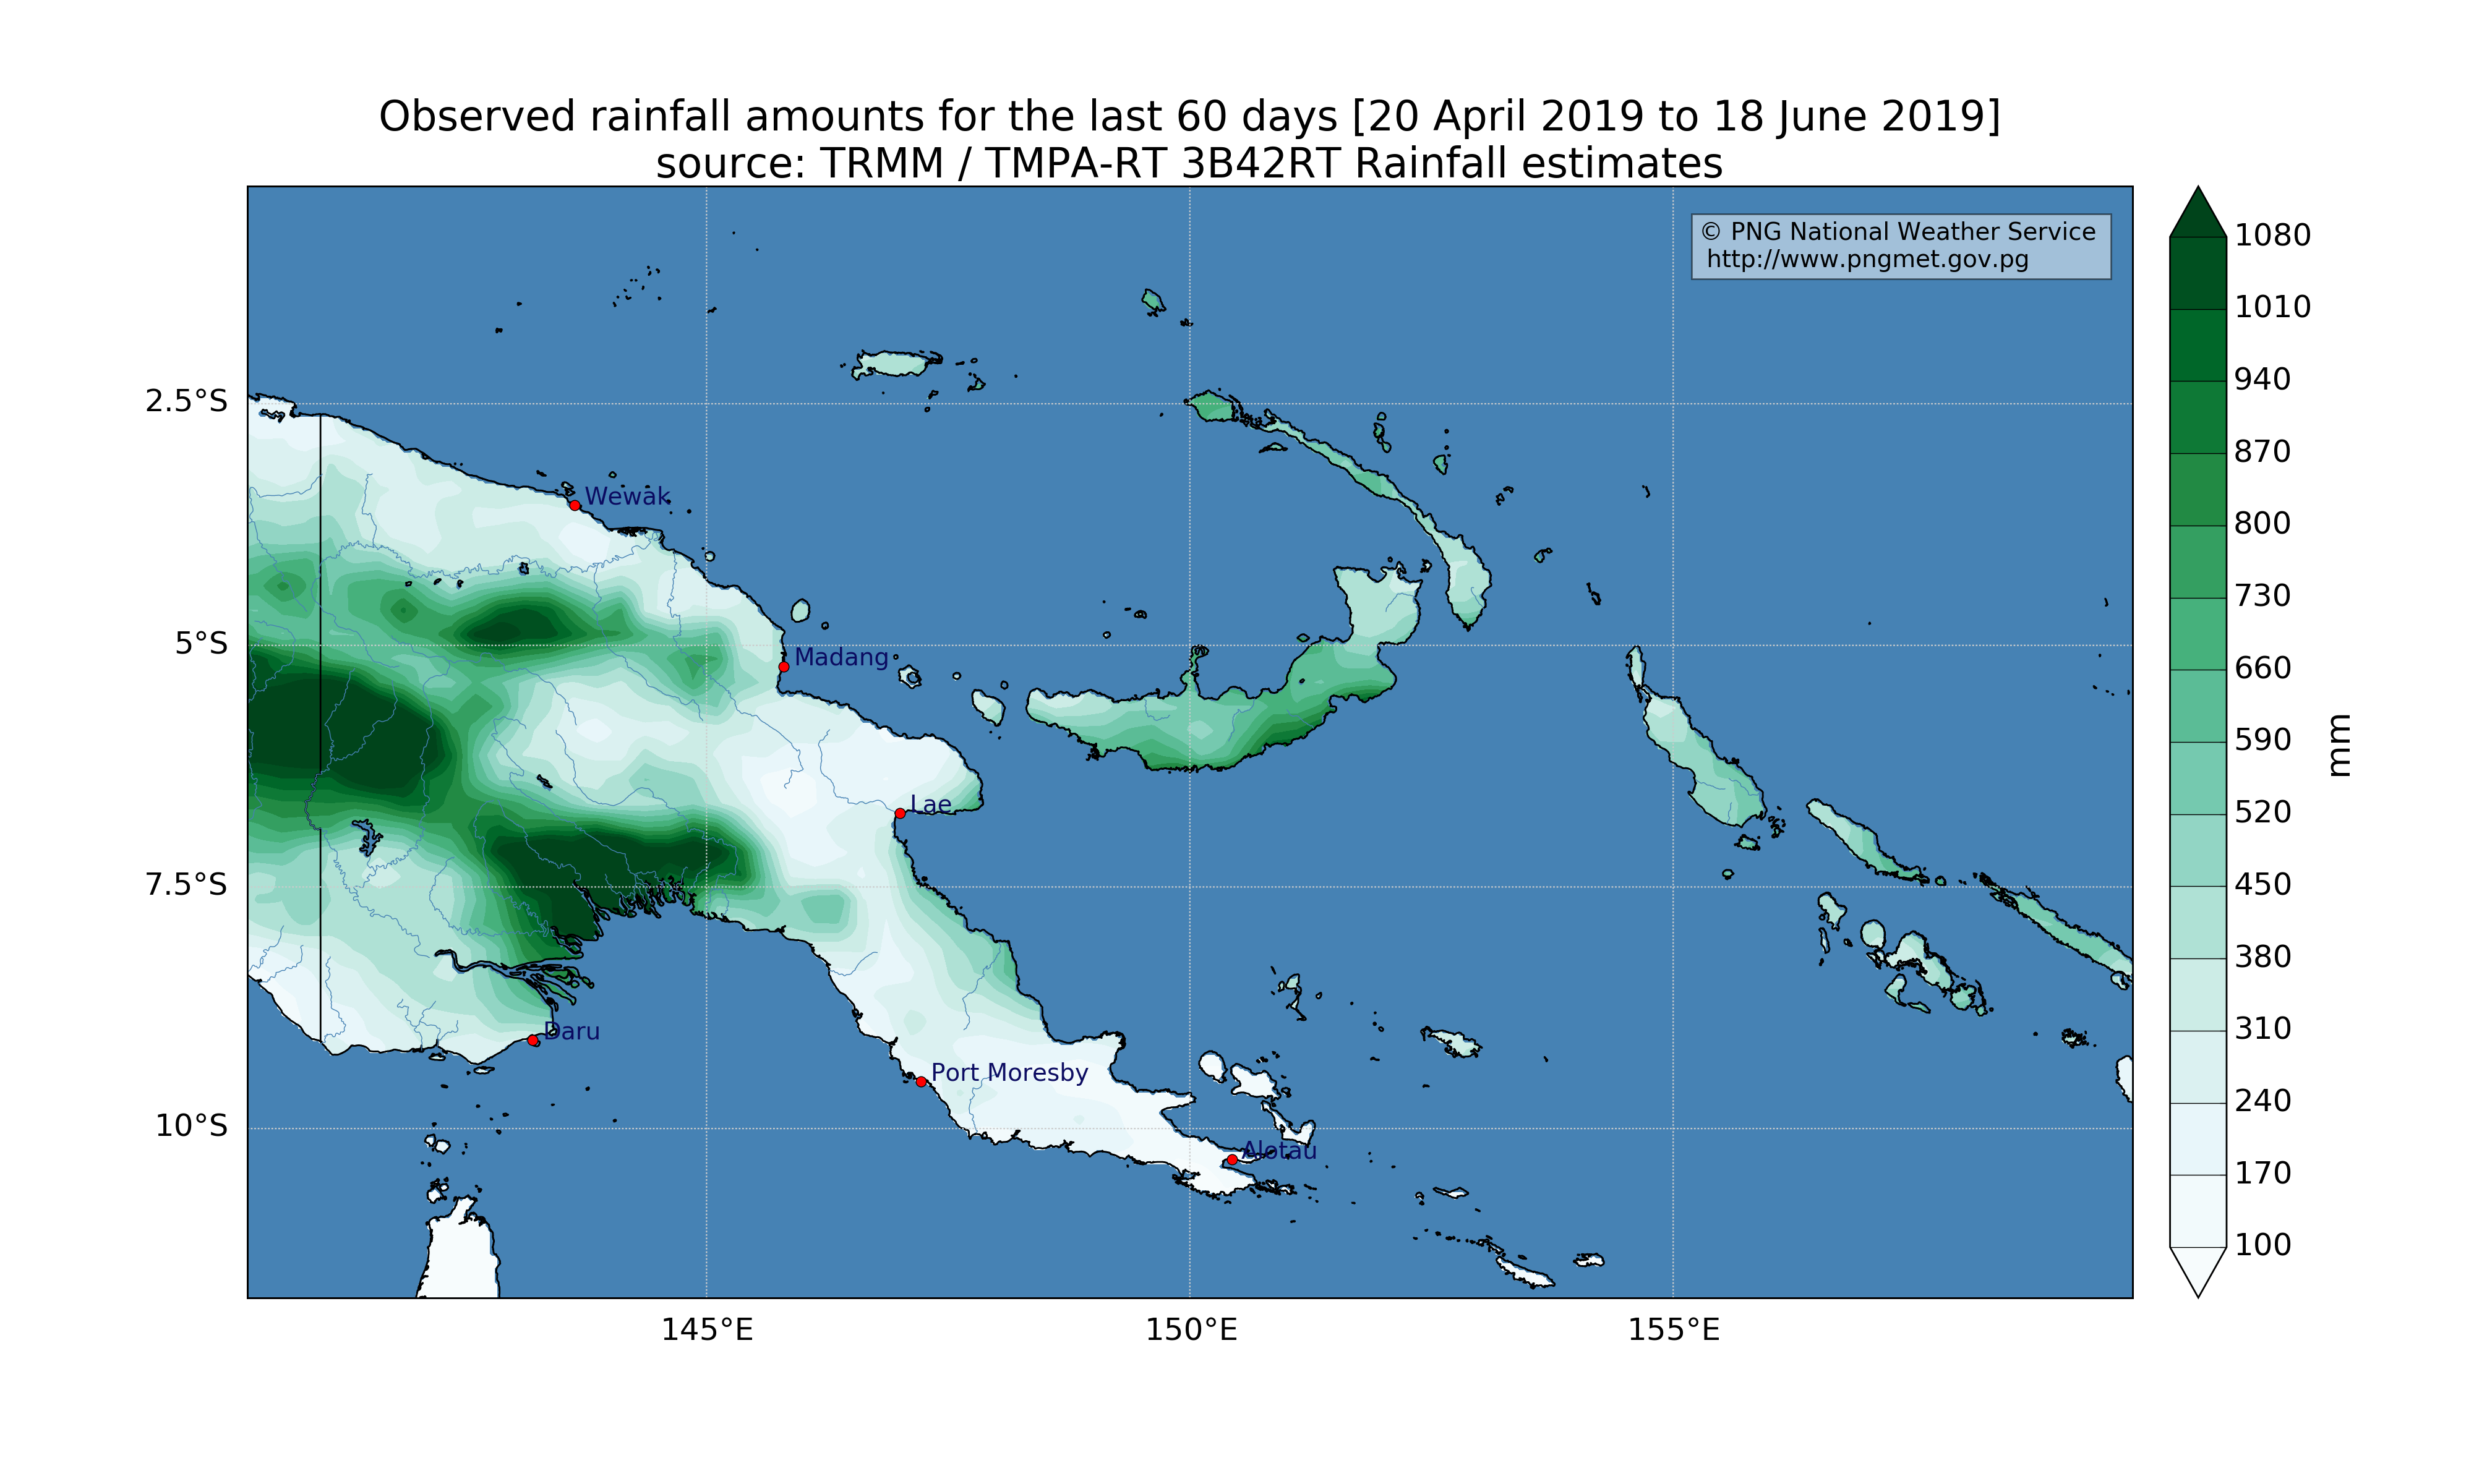 Observed rainfall amounts for the last 60 days [20 April 2019 to 18 June 2019]
source: TRMM / TMPA-RT 3B42RT Rainfall estimates
© PNG National Weather Service
http://www.pngmet.gov.pg
2.5°S
5°S
7.5°S
10°S
145°E
150°E
155°E
Wewak
Madang
Lae
Daru
Port Moresby
Alotau
1080
1010
940
870
800
730
660
590
520
450
380
310
240
170
100
mm